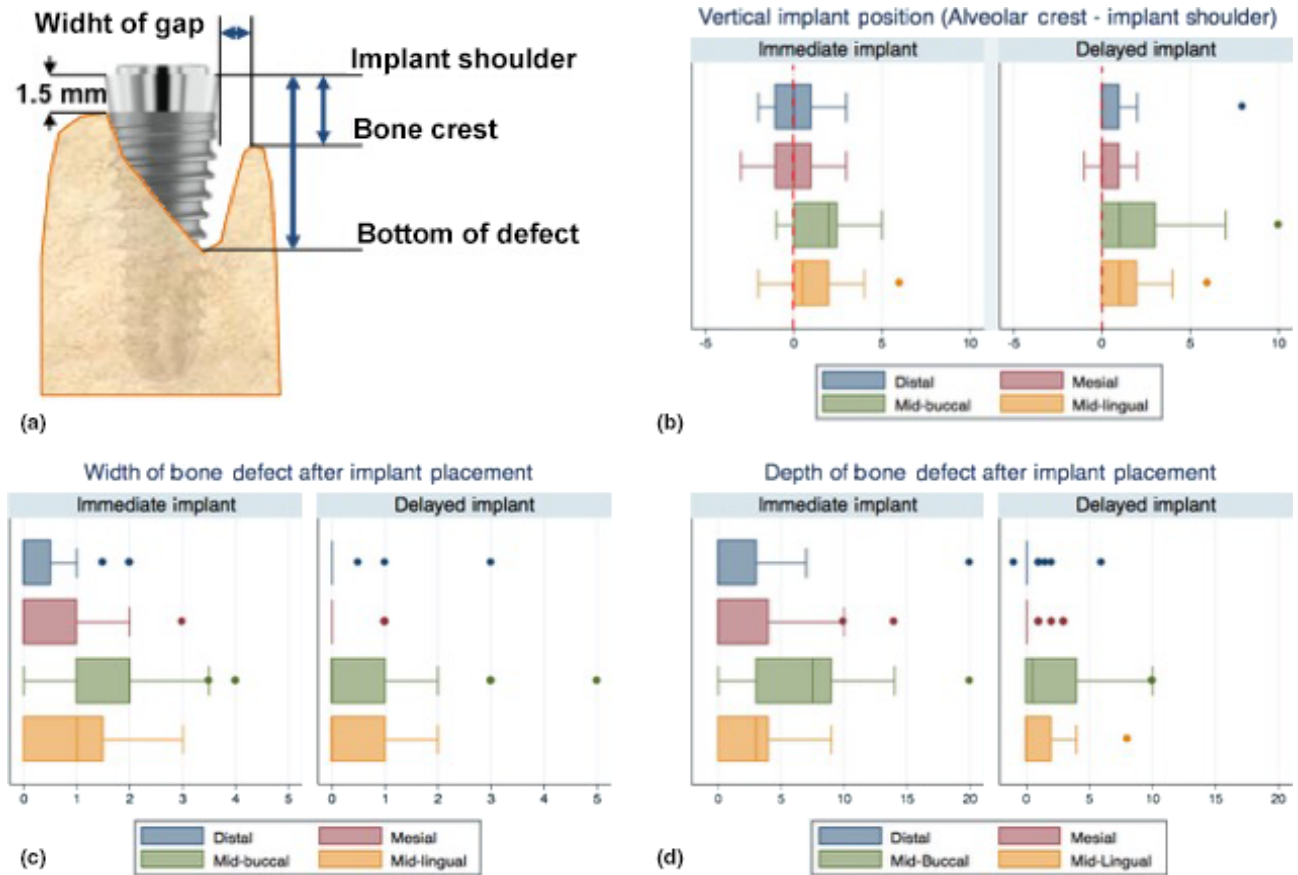 Widht of gap
Implant shoulder
1.5 mm
Bone crest
Bottom of defect
(a)
Vertical implant position (Alveolar crest - implant shoulder)
Immediate implant
Delayed implant
-5 0 5 10
-5 0 5 10
Distal Mesial
Mid-buccal Mid-lingual
(b)
Width of bone defect after implant placement
Immediate implant
Delayed implant
0 1 2 3 4 5
0 1 2 3 4 5
Distal Mesial
Mid-buccal Mid-lingual
(c)
Depth of bone defect after implant placement
Immediate implant
Delayed implant
0 5 10 15 20
0 5 10 15 20
Distal Mesial
Mid-Buccal Mid-Lingual
(d)